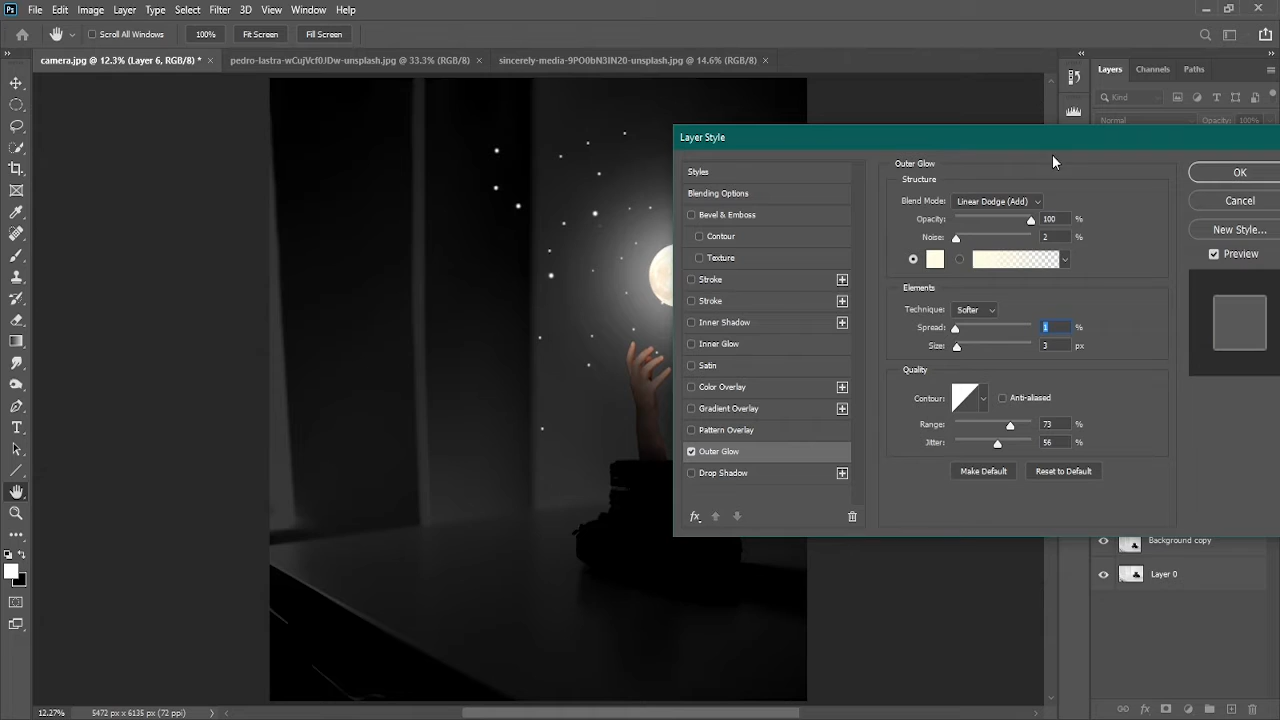 Ps File Edit Image Layer Type Select Filter 3D View Window Help
Scroll All Windows 100% Fit Screen Fill Screen
camera.jpg @ 12.3% (Layer 6, RGB/8) * × pedro-lastra-wCujVcf0JDw-unsplash.jpg @ 33.3% (RGB/8) × sincerely-media-9PO0bN3IN20-unsplash.jpg @ 14.6% (RGB/8) ×
Layers Channels Paths
Kind
Normal Opacity: 100%
Layer Style
Styles
Blending Options
Bevel & Emboss
Contour
Texture
Stroke
Stroke
Inner Shadow
Inner Glow
Satin
Color Overlay
Gradient Overlay
Pattern Overlay
Outer Glow
Drop Shadow
fx
Outer Glow
Structure
Blend Mode: Linear Dodge (Add)
Opacity: 100 %
Noise: 2 %
Elements
Technique: Softer
Spread: 1 %
Size: 3 px
Quality
Contour: Anti-aliased
Range: 73 %
Jitter: 56 %
Make Default Reset to Default
OK
Cancel
New Style...
Preview
Background copy
Layer 0
12.27% 5472 px x 6135 px (72 ppi)
fx